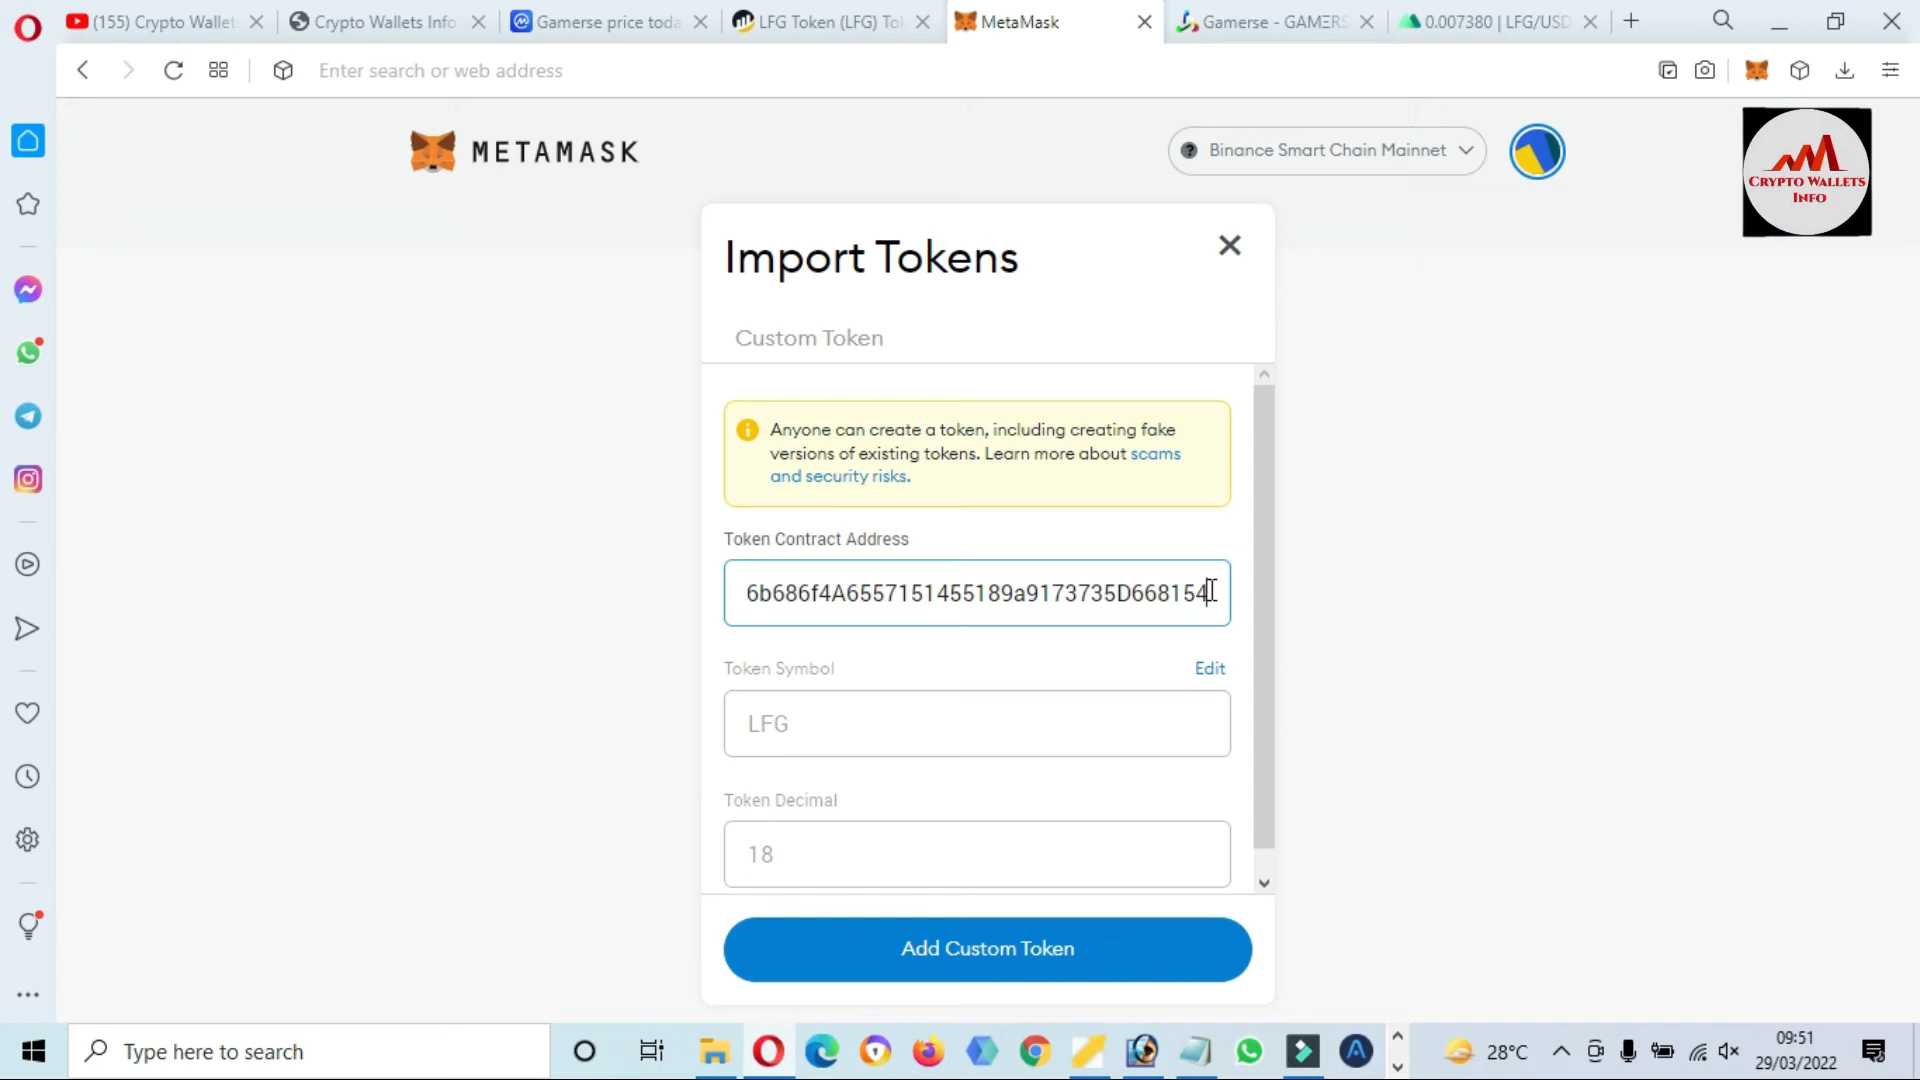 (155) Crypto Wallet
Crypto Wallets Info
Gamerse price toda
LFG Token (LFG) Tok
MetaMask
Gamerse - GAMERS
0.007380 | LFG/USD
Enter search or web address
METAMASK
Binance Smart Chain Mainnet
CRYPTO WALLETS
INFO
Import Tokens
Custom Token
Anyone can create a token, including creating fake
versions of existing tokens. Learn more about scams
and security risks.
Token Contract Address
6b686f4A6557151455189a9173735D668154
Token Symbol
Edit
LFG
Token Decimal
18
Add Custom Token
Type here to search
28°C
09:51
29/03/2022